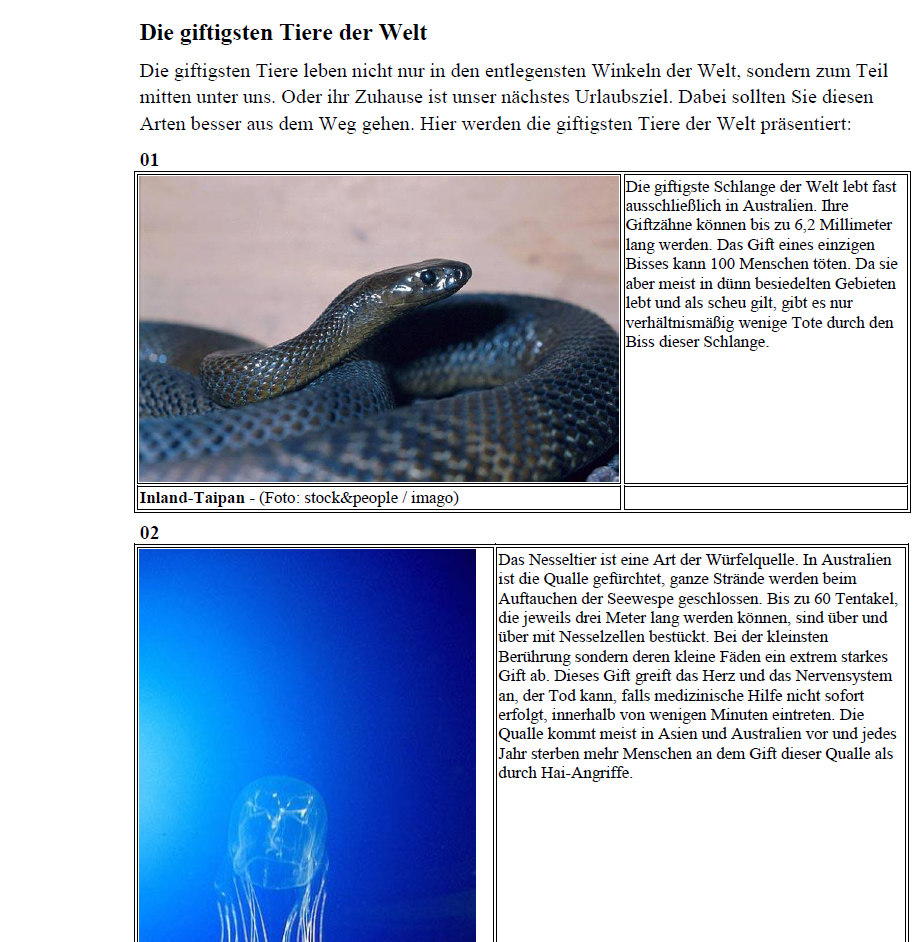 Die giftigsten Tiere der Welt
Die giftigsten Tiere leben nicht nur in den entlegensten Winkeln der Welt, sondern zum Teil
mitten unter uns. Oder ihr Zuhause ist unser nächstes Urlaubsziel. Dabei sollten Sie diesen
Arten besser aus dem Weg gehen. Hier werden die giftigsten Tiere der Welt präsentiert:
01
Die giftigste Schlange der Welt lebt fast
ausschließlich in Australien. Ihre
Giftzähne können bis zu 6,2 Millimeter
lang werden. Das Gift eines einzigen
Bisses kann 100 Menschen töten. Da sie
aber meist in dünn besiedelten Gebieten
lebt und als scheu gilt, gibt es nur
verhältnismäßig wenige Tote durch den
Biss dieser Schlange.
Inland-Taipan - (Foto: stock&people / imago)
02
Das Nesseltier ist eine Art der Würfelquelle. In Australien
ist die Qualle gefürchtet, ganze Strände werden beim
Auftauchen der Seewespe geschlossen. Bis zu 60 Tentakel,
die jeweils drei Meter lang werden können, sind über und
über mit Nesselzellen bestückt. Bei der kleinsten
Berührung sondern deren kleine Fäden ein extrem starkes
Gift ab. Dieses Gift greift das Herz und das Nervensystem
an, der Tod kann, falls medizinische Hilfe nicht sofort
erfolgt, innerhalb von wenigen Minuten eintreten. Die
Qualle kommt meist in Asien und Australien vor und jedes
Jahr sterben mehr Menschen an dem Gift dieser Qualle als
durch Hai-Angriffe.